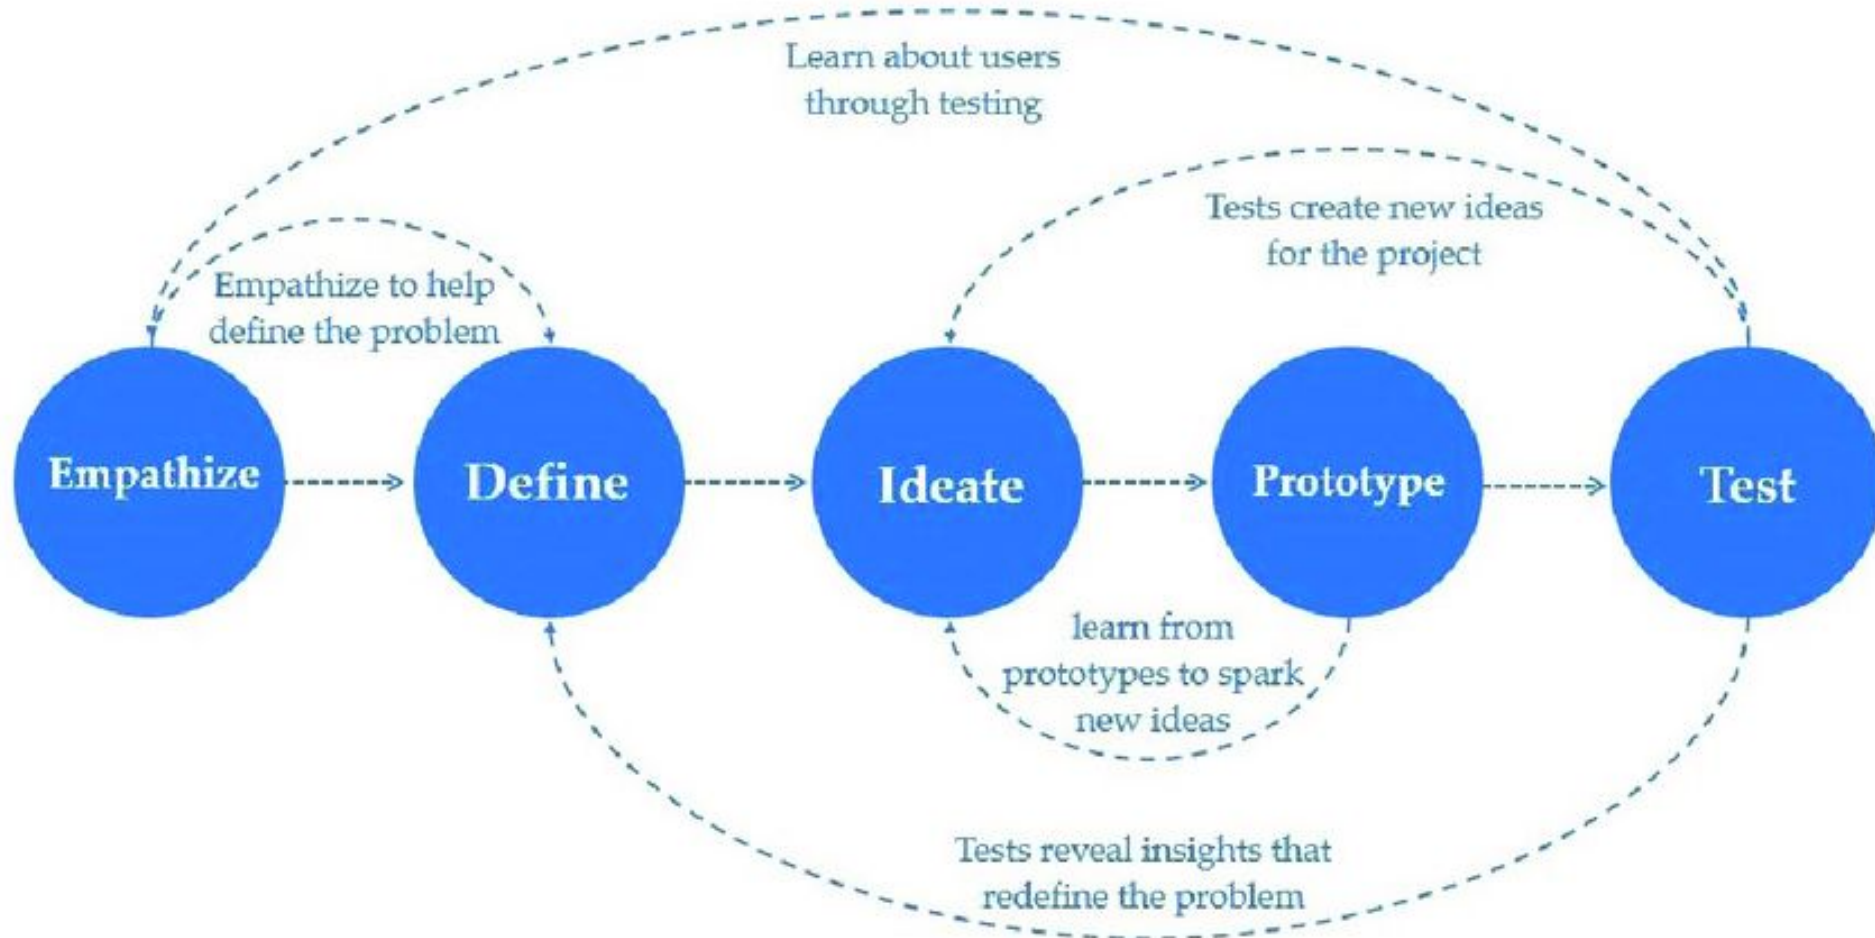 Learn about users
through testing
Tests create new ideas
for the project
Empathize to help
define the problem
Empathize
Define
Ideate
Prototype
Test
learn from
prototypes to spark
new ideas
Tests reveal insights that
redefine the problem